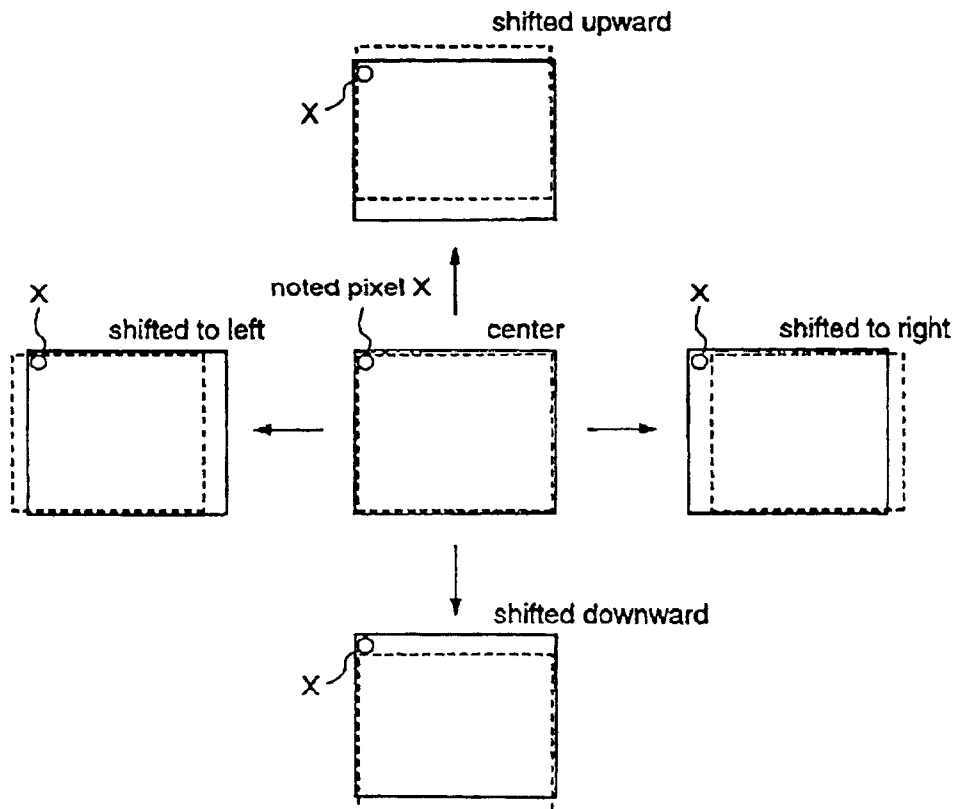 shifted upward
X
noted pixel X
X
shifted to left
center
X
shifted to right
shifted downward
X